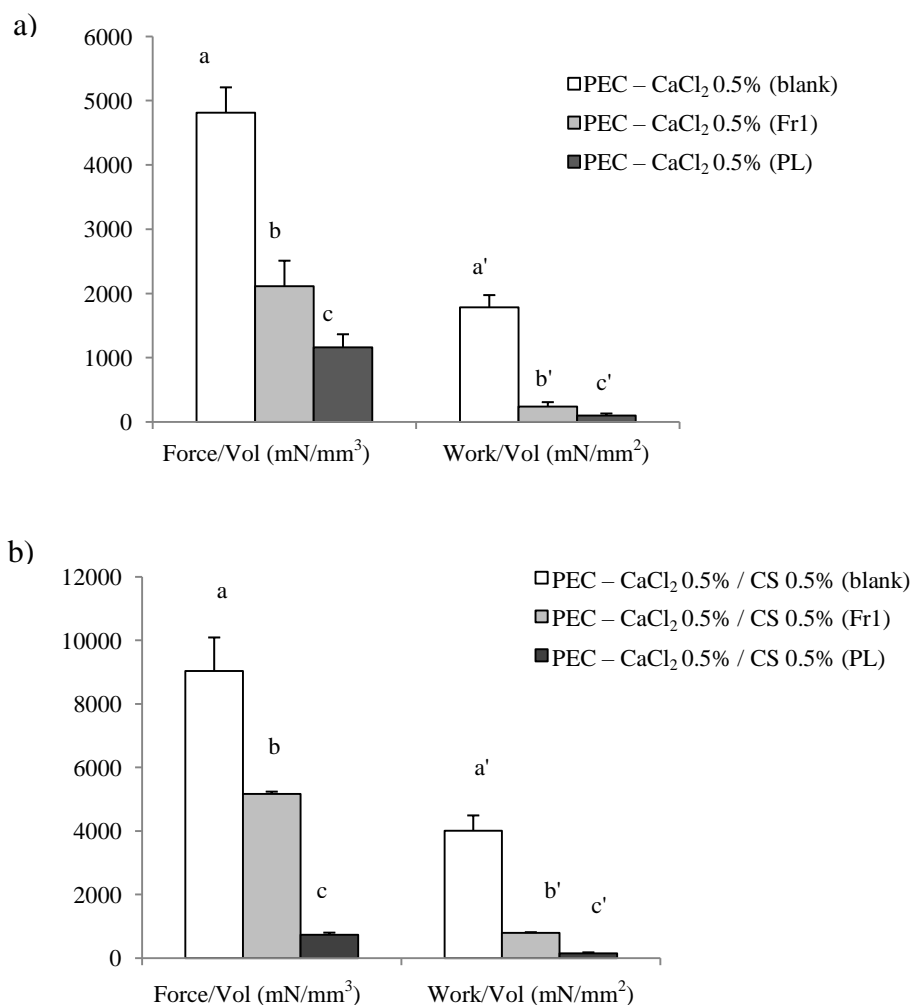 a)
6000
5000
4000
3000
2000
1000
0
a
b
c
a'
b'
c'
PEC – CaCl₂ 0.5% (blank)
PEC – CaCl₂ 0.5% (Fr1)
PEC – CaCl₂ 0.5% (PL)
Force/Vol (mN/mm³) Work/Vol (mN/mm²)
b)
12000
10000
8000
6000
4000
2000
0
a
b
c
a'
b'
c'
PEC – CaCl₂ 0.5% / CS 0.5% (blank)
PEC – CaCl₂ 0.5% / CS 0.5% (Fr1)
PEC – CaCl₂ 0.5% / CS 0.5% (PL)
Force/Vol (mN/mm³) Work/Vol (mN/mm²)